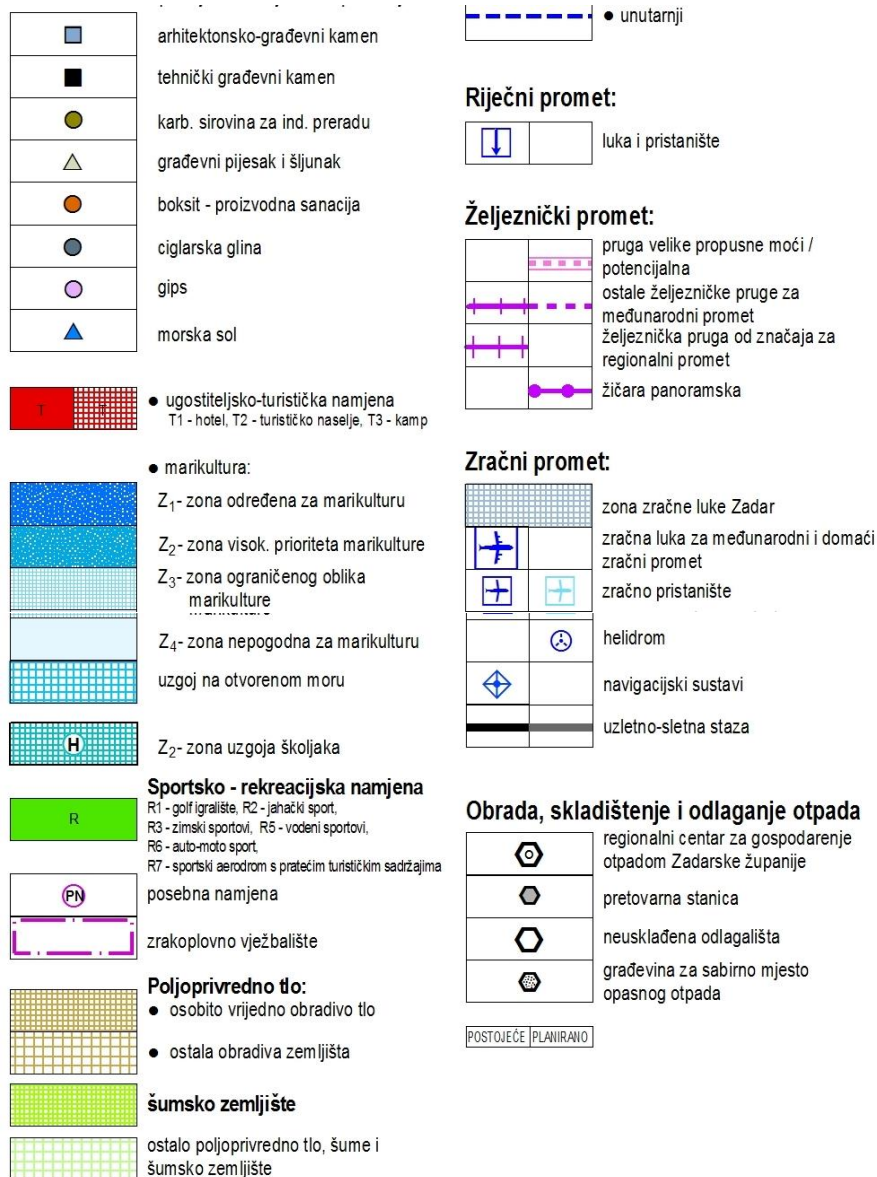 arhitektonsko-građevni kamen
tehnički građevni kamen
karb. sirovina za ind. preradu
građevni pijesak i šljunak
boksit - proizvodna sanacija
ciglarska glina
gips
morska sol
T
T
● ugostiteljsko-turistička namjena
T1 - hotel, T2 - turističko naselje, T3 - kamp
● marikultura:
Z1- zona određena za marikulturu
Z2- zona visok. prioriteta marikulture
Z3- zona ograničenog oblika
marikulture
Z4- zona nepogodna za marikulturu
uzgoj na otvorenom moru
H
Z2- zona uzgoja školjaka
Sportsko - rekreacijska namjena
R
R1 - golf igralište, R2 - jahački sport,
R3 - zimski sportovi, R5 - vodeni sportovi,
R6 - auto-moto sport,
R7 - sportski aerodrom s pratećim turističkim sadržajima
PN
posebna namjena
zrakoplovno vježbalište
Poljoprivredno tlo:
● osobito vrijedno obradivo tlo
● ostala obradiva zemljišta
šumsko zemljište
ostalo poljoprivredno tlo, šume i
šumsko zemljište
● unutarnji
Riječni promet:
luka i pristanište
Željeznički promet:
pruga velike propusne moći /
potencijalna
ostale željezničke pruge za
međunarodni promet
željeznička pruga od značaja za
regionalni promet
žičara panoramska
Zračni promet:
zona zračne luke Zadar
zračna luka za međunarodni i domaći
zračni promet
zračno pristanište
helidrom
navigacijski sustavi
uzletno-sletna staza
Obrada, skladištenje i odlaganje otpada
regionalni centar za gospodarenje
otpadom Zadarske županije
pretovarna stanica
neusklađena odlagališta
građevina za sabirno mjesto
opasnog otpada
POSTOJEĆE PLANIRANO